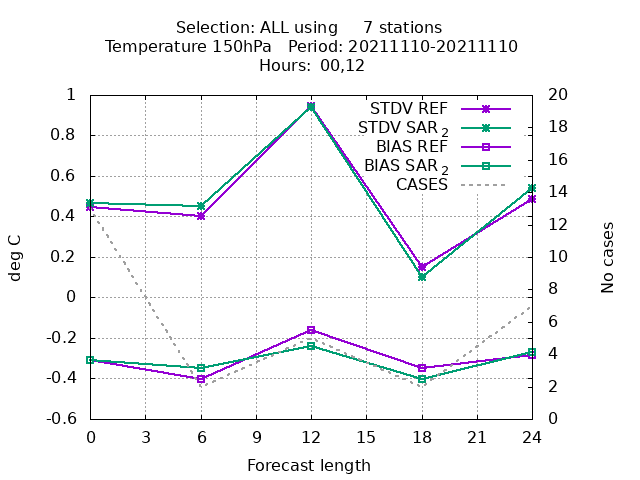 Selection: ALL using     7 stations
Temperature 150hPa   Period: 20211110-20211110
Hours:  00,12
STDV REF
STDV SAR 2
BIAS REF
BIAS SAR 2
CASES
1
0.8
0.6
0.4
0.2
0
-0.2
-0.4
-0.6
20
18
16
14
12
10
8
6
4
2
0
deg C
No cases
0 3 6 9 12 15 18 21 24
Forecast length